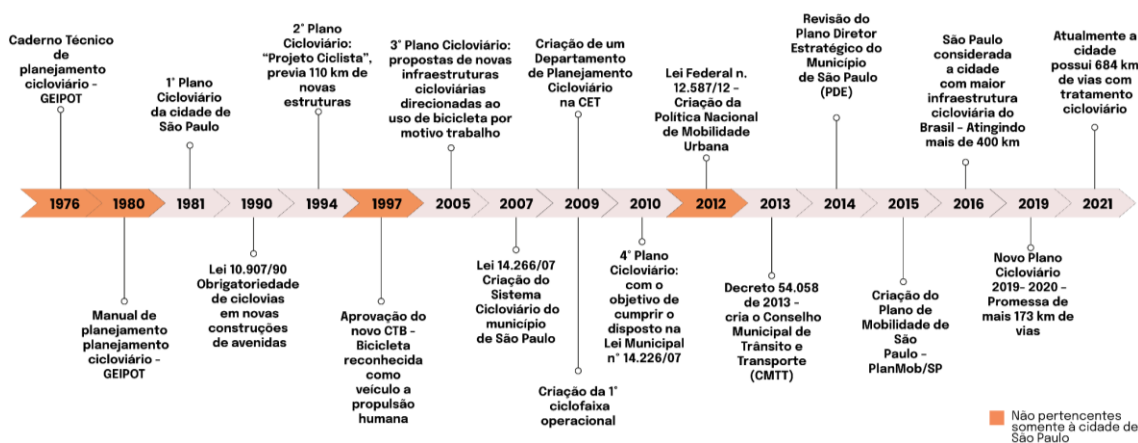 Caderno Técnico
de
planejamento
cicloviário -
GEIPOT
1° Plano
Cicloviário
da cidade de
São Paulo
2° Plano
Cicloviário:
“Projeto Ciclista”,
previa 110 km de
novas
estruturas
3° Plano Cicloviário:
propostas de novas
infraestruturas
cicloviárias
direcionadas ao
uso de bicicleta por
motivo trabalho
Criação de um
Departamento de
Planejamento
Cicloviário
na CET
Lei Federal n.
12.587/12 –
Criação da
Política Nacional
de Mobilidade
Urbana
Revisão do
Plano Diretor
Estratégico do
Município
de São Paulo
(PDE)
São Paulo
considerada
a cidade
com maior
infraestrutura
cicloviária do
Brasil – Atingindo
mais de 400 km
Atualmente a
cidade
possui 684 km
de vias com
tratamento
cicloviário
1976 1980 1981 1990 1994 1997 2005 2007 2009 2010 2012 2013 2014 2015 2016 2019 2021
Manual de
planejamento
planejamento
cicloviário –
GEIPOT
Lei 10.907/90
Obrigatoriedade
de ciclovias
em novas
construções
de avenidas
Aprovação do
novo CTB –
Bicicleta
reconhecida
como
veículo a
propulsão
humana
Lei 14.266/07
Criação do
Sistema
Cicloviário do
município
de São Paulo
Criação da 1°
ciclofaixa
operacional
4° Plano
Cicloviário:
com o
objetivo de
cumprir o
disposto na
Lei Municipal
n° 14.226/07
Decreto 54.058
de 2013 –
cria o Conselho
Municipal de
Trânsito e
Transporte
(CMTT)
Criação do
Plano de
Mobilidade de
São
Paulo –
PlanMob/SP
Novo Plano
Cicloviário
2019- 2020 –
Promessa de
mais 173 km de
vias
Não pertencentes
somente à cidade de
São Paulo